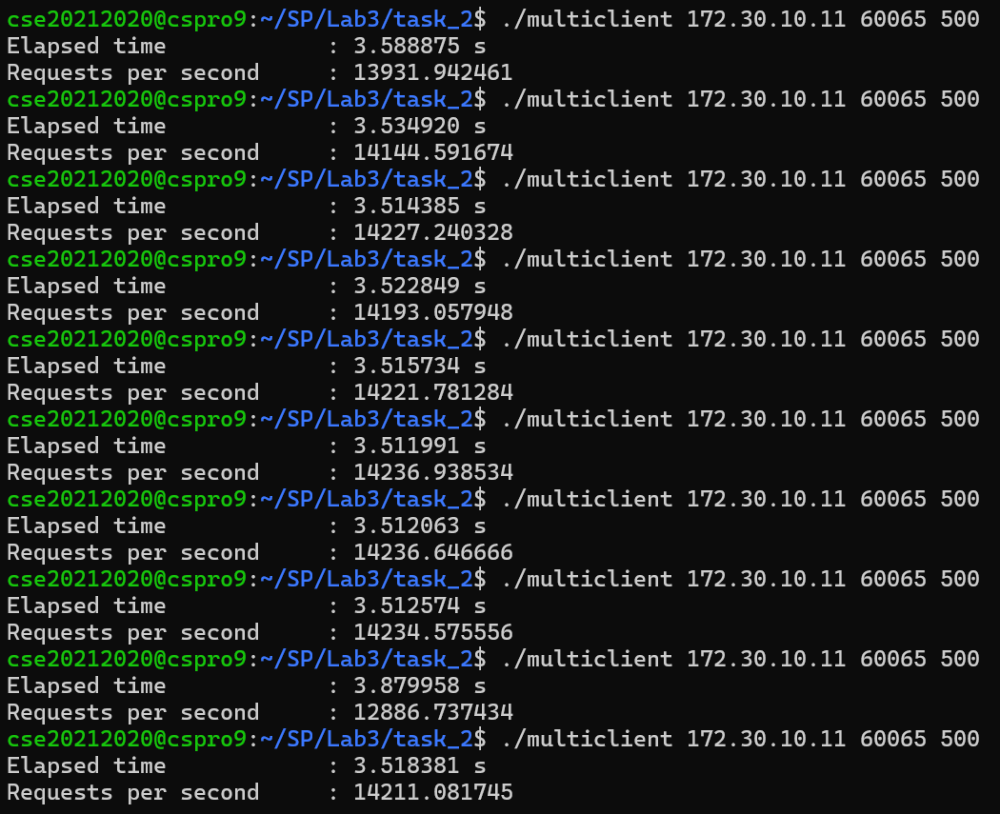 cse20212020@cspro9:~/SP/Lab3/task_2$ ./multiclient 172.30.10.11 60065 500
Elapsed time            : 3.588875 s
Requests per second     : 13931.942461
cse20212020@cspro9:~/SP/Lab3/task_2$ ./multiclient 172.30.10.11 60065 500
Elapsed time            : 3.534920 s
Requests per second     : 14144.591674
cse20212020@cspro9:~/SP/Lab3/task_2$ ./multiclient 172.30.10.11 60065 500
Elapsed time            : 3.514385 s
Requests per second     : 14227.240328
cse20212020@cspro9:~/SP/Lab3/task_2$ ./multiclient 172.30.10.11 60065 500
Elapsed time            : 3.522849 s
Requests per second     : 14193.057948
cse20212020@cspro9:~/SP/Lab3/task_2$ ./multiclient 172.30.10.11 60065 500
Elapsed time            : 3.515734 s
Requests per second     : 14221.781284
cse20212020@cspro9:~/SP/Lab3/task_2$ ./multiclient 172.30.10.11 60065 500
Elapsed time            : 3.511991 s
Requests per second     : 14236.938534
cse20212020@cspro9:~/SP/Lab3/task_2$ ./multiclient 172.30.10.11 60065 500
Elapsed time            : 3.512063 s
Requests per second     : 14236.646666
cse20212020@cspro9:~/SP/Lab3/task_2$ ./multiclient 172.30.10.11 60065 500
Elapsed time            : 3.512574 s
Requests per second     : 14234.575556
cse20212020@cspro9:~/SP/Lab3/task_2$ ./multiclient 172.30.10.11 60065 500
Elapsed time            : 3.879958 s
Requests per second     : 12886.737434
cse20212020@cspro9:~/SP/Lab3/task_2$ ./multiclient 172.30.10.11 60065 500
Elapsed time            : 3.518381 s
Requests per second     : 14211.081745